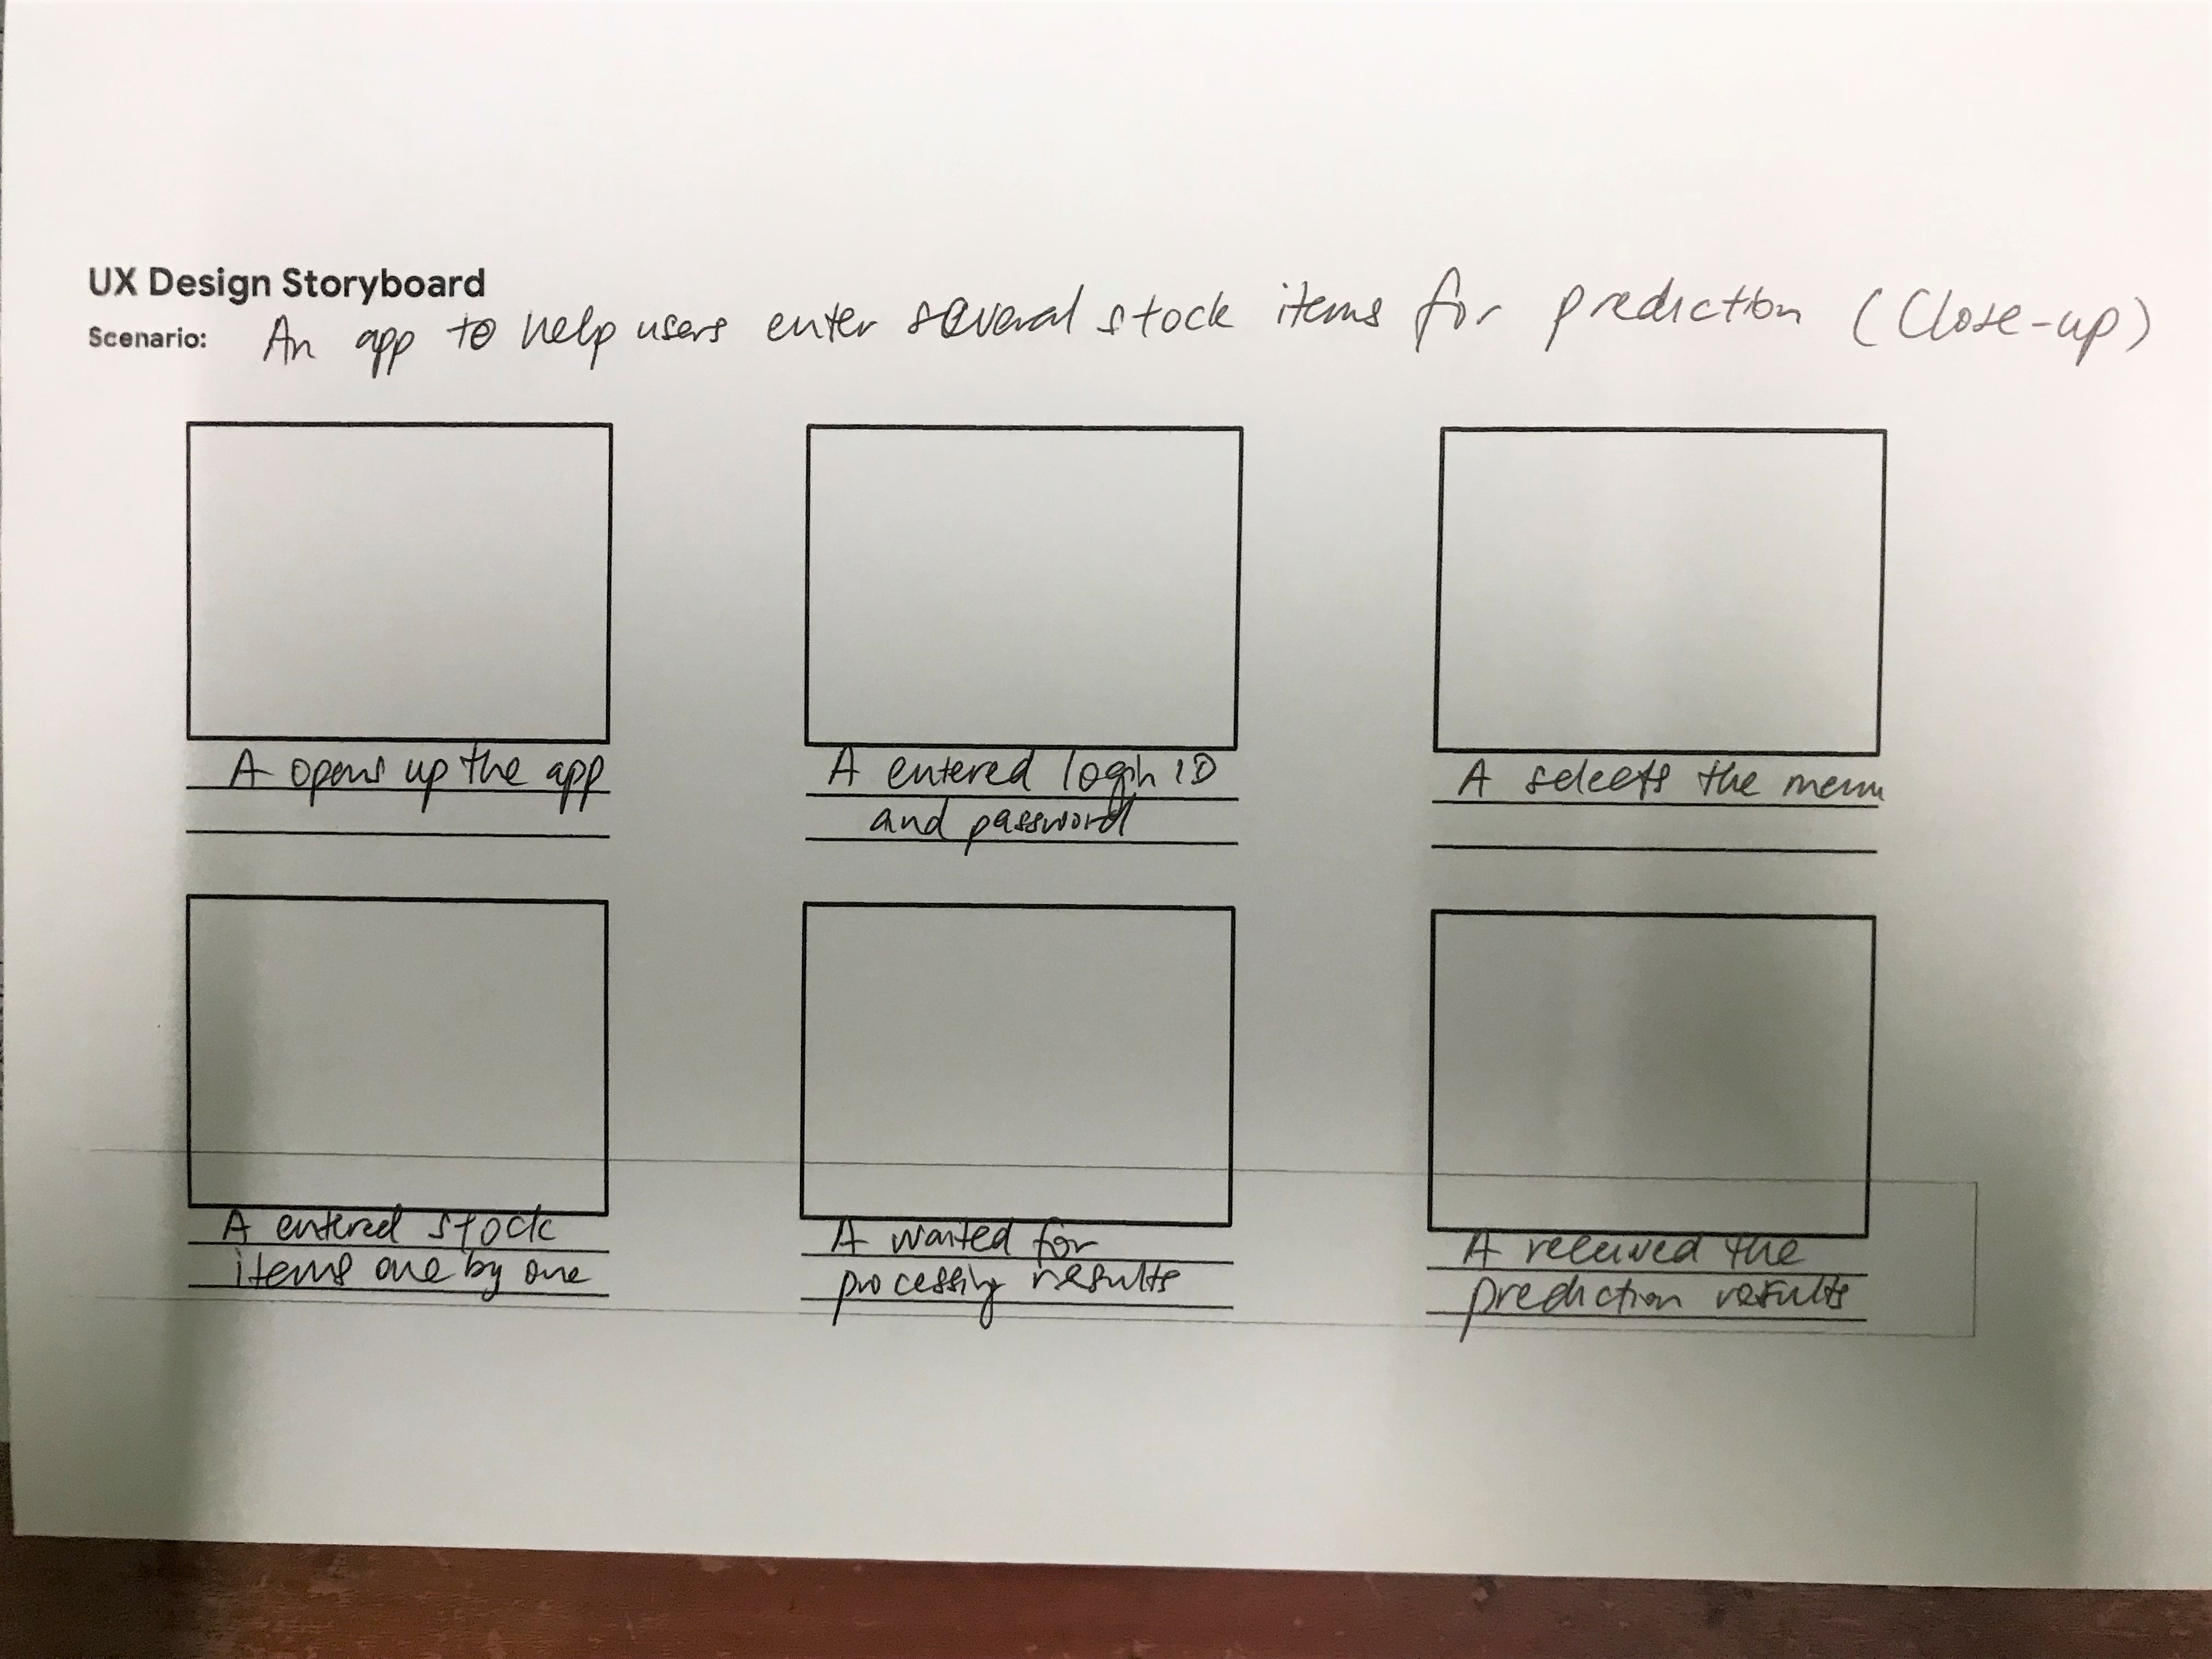 UX Design Storyboard
Scenario: An app to help users enter several stock items for prediction (Close-up)
A opens up the app
A entered login ID
and password
A selects the menu
A entered stock
items one by one
A waited for
processing results
A received the
prediction results